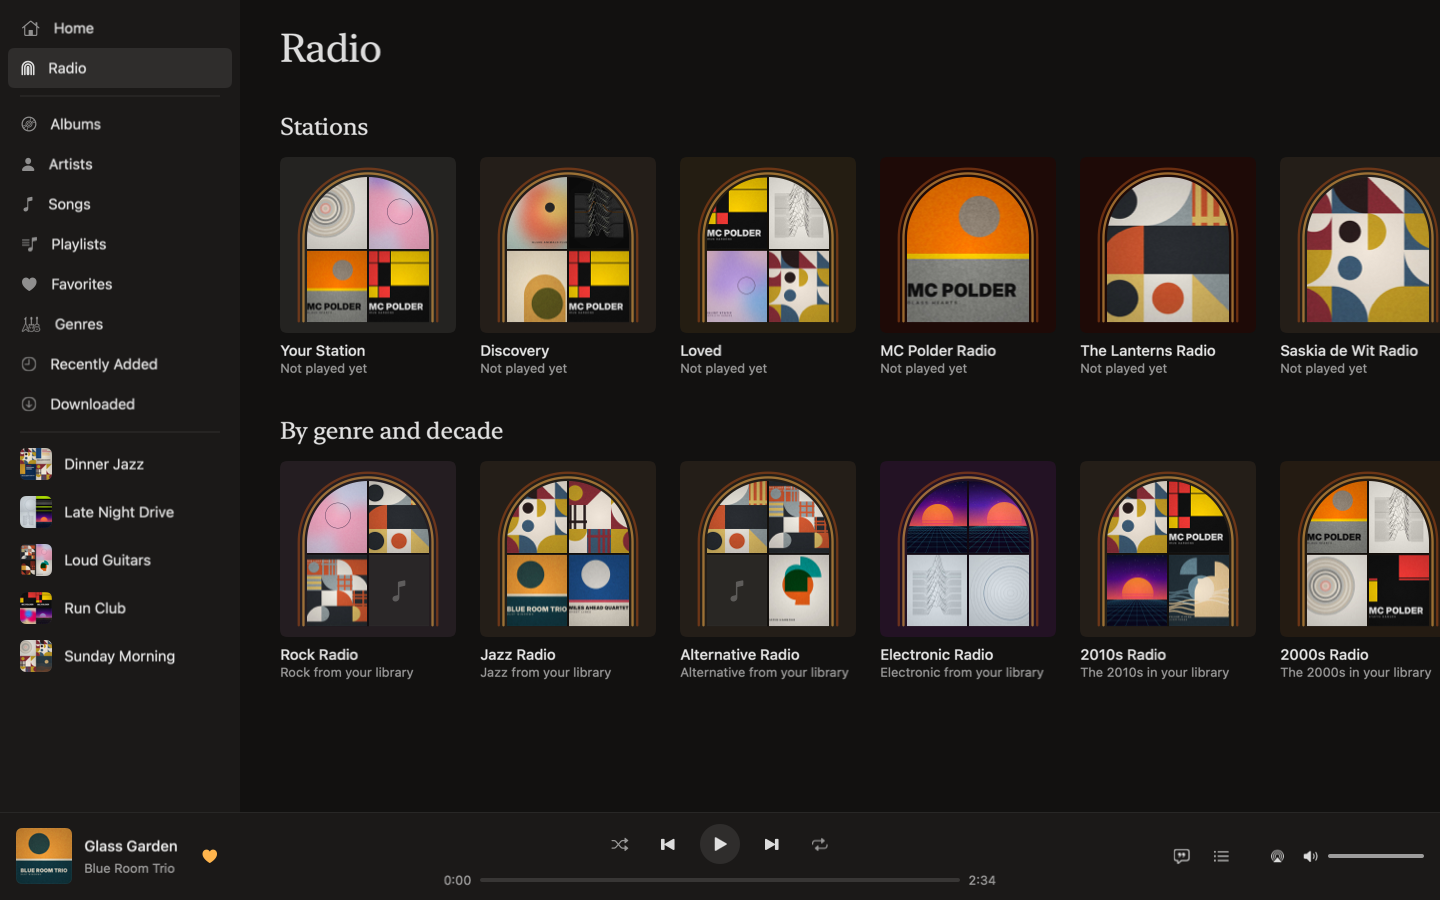 Home
Radio
Albums
Artists
Songs
Playlists
Favorites
Genres
Recently Added
Downloaded
Dinner Jazz
Late Night Drive
Loud Guitars
Run Club
Sunday Morning
Radio
Stations
MC POLDER
MC POLDER
MC POLDER
MC POLDER
MC POLDER
GLASS HEARTS
Your Station
Not played yet
Discovery
Not played yet
Loved
Not played yet
MC Polder Radio
Not played yet
The Lanterns Radio
Not played yet
Saskia de Wit Radio
Not played yet
By genre and decade
BLUE ROOM TRIO
MILES AHEAD QUARTET
MC POLDER
MC POLDER
MC POLDER
Rock Radio
Rock from your library
Jazz Radio
Jazz from your library
Alternative Radio
Alternative from your library
Electronic Radio
Electronic from your library
2010s Radio
The 2010s in your library
2000s Radio
The 2000s in your library
BLUE ROOM TRIO
Glass Garden
Blue Room Trio
0:00
2:34